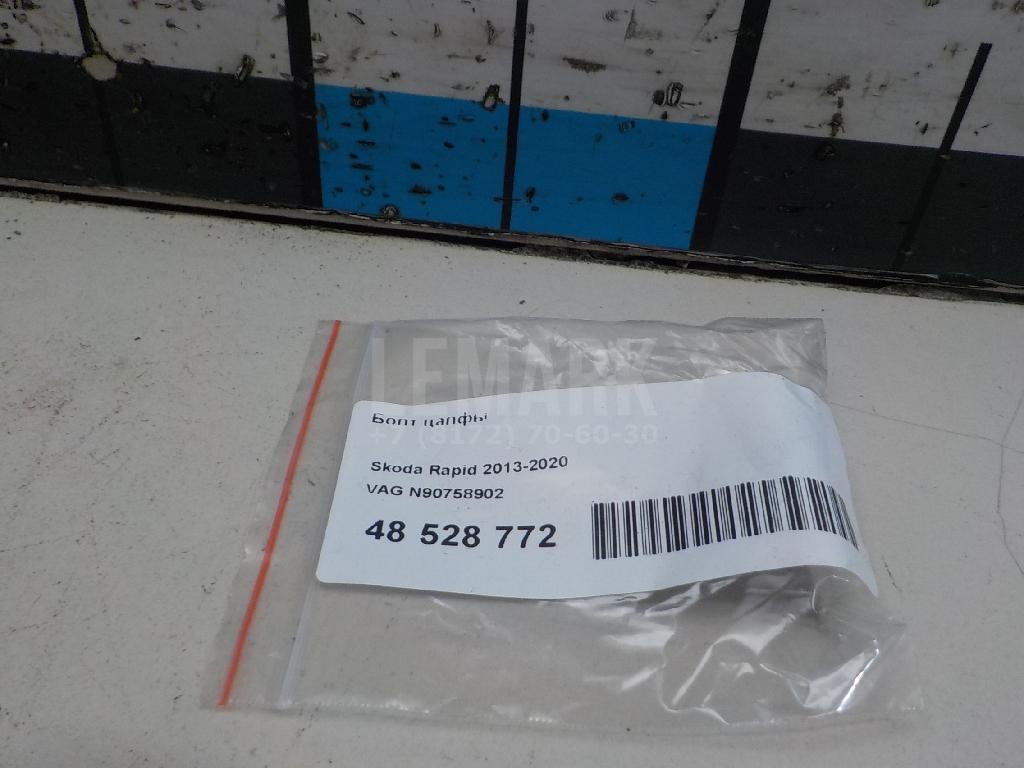 LEMARK
+7 (8172) 70-60-30
Болт цапфы
Skoda Rapid 2013-2020
VAG N90758902
48 528 772